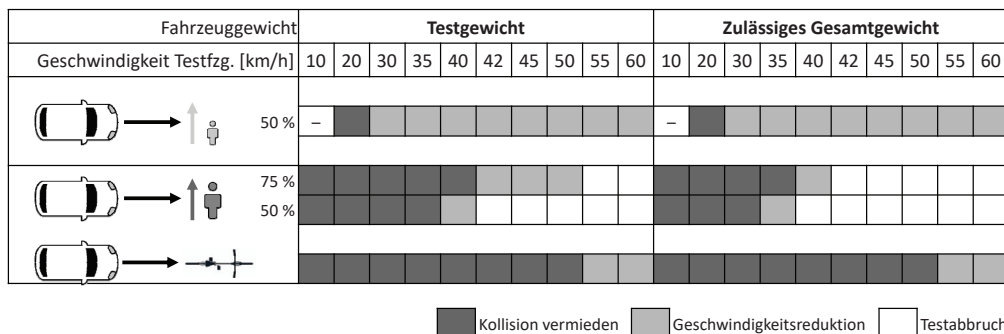 Fahrzeuggewicht Testgewicht Zulässiges Gesamtgewicht
Geschwindigkeit Testfzg. [km/h] 10 20 30 35 40 42 45 50 55 60 10 20 30 35 40 42 45 50 55 60
50 % – –
75 %
50 %
Kollision vermieden Geschwindigkeitsreduktion Testabbruch